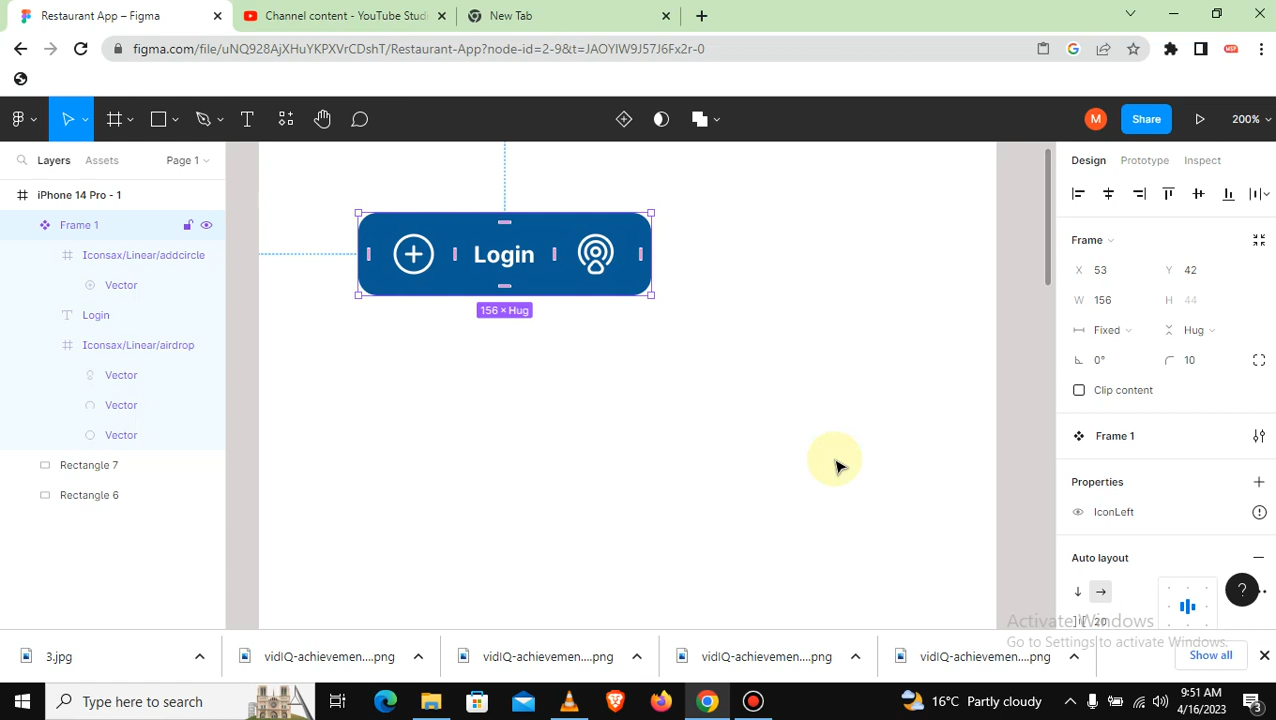 Restaurant App – Figma
Channel content - YouTube Studi
New Tab
figma.com/file/uNQ928AjXHuYKPXVrCDshT/Restaurant-App?node-id=2-9&t=JAOYIW9J57J6Fx2r-0
M
Share
200%
Layers
Assets
Page 1
Design
Prototype
Inspect
iPhone 14 Pro - 1
Frame 1
Iconsax/Linear/addcircle
Vector
Login
Iconsax/Linear/airdrop
Vector
Vector
Vector
Rectangle 7
Rectangle 6
Login
156 × Hug
Frame
X 53
Y 42
W 156
H 44
Fixed
Hug
0°
10
Clip content
Frame 1
Properties
IconLeft
Auto layout
20
?
Activate Windows
Go to Settings to activate Windows.
3.jpg
vidIQ-achievemen....png
vidIQ-achievemen....png
vidIQ-achievemen....png
vidIQ-achievemen....png
Show all
Type here to search
16°C Partly cloudy
9:51 AM
4/16/2023
3